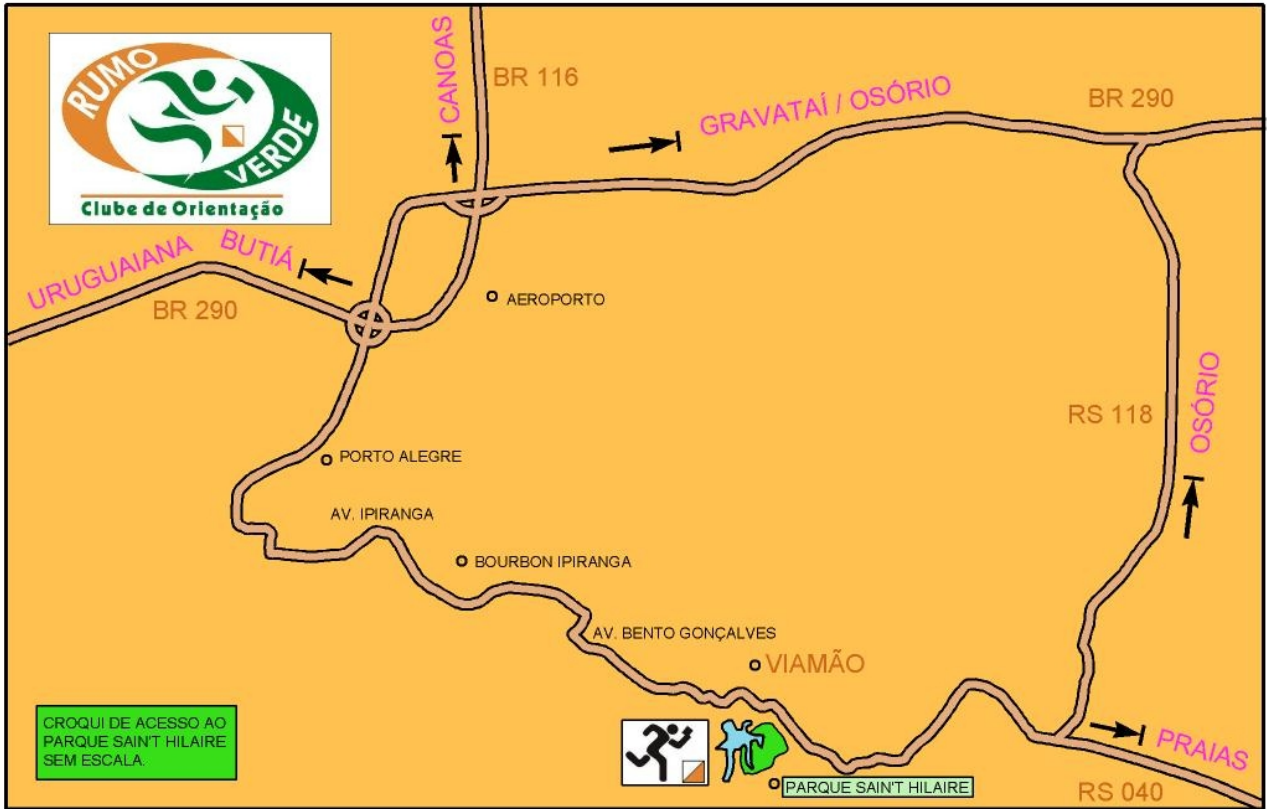 RUMO
VERDE
Clube de Orientação
CANOAS
BR 116
GRAVATAÍ / OSÓRIO
BR 290
URUGUAIANA
BUTIÁ
BR 290
AEROPORTO
RS 118
OSÓRIO
PORTO ALEGRE
AV. IPIRANGA
BOURBON IPIRANGA
AV. BENTO GONÇALVES
VIAMÃO
CROQUI DE ACESSO AO
PARQUE SAIN'T HILAIRE
SEM ESCALA.
PRAIAS
PARQUE SAIN'T HILAIRE
RS 040